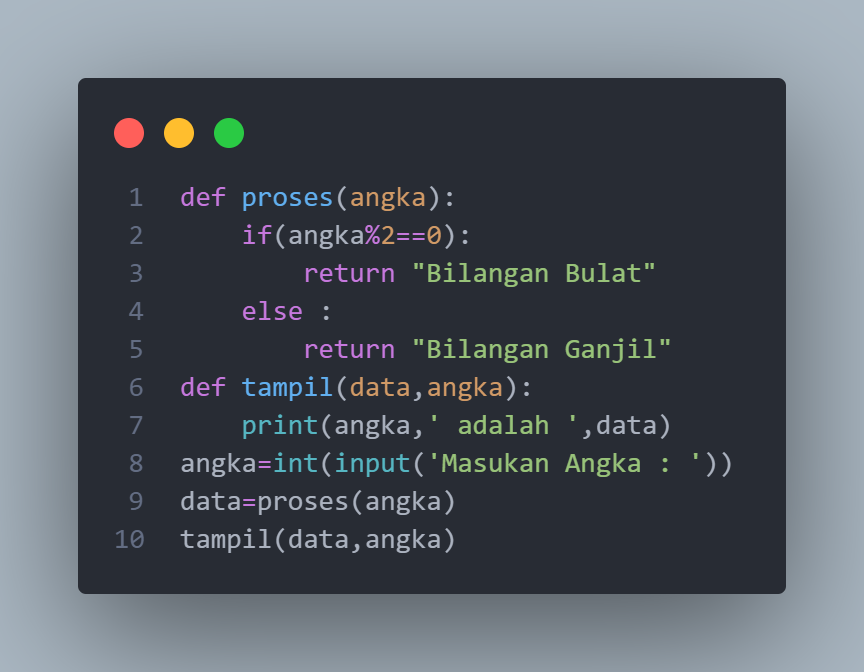 1 def proses(angka):
2     if(angka%2==0):
3         return "Bilangan Bulat"
4     else :
5         return "Bilangan Ganjil"
6 def tampil(data,angka):
7     print(angka,' adalah ',data)
8 angka=int(input('Masukan Angka : '))
9 data=proses(angka)
10 tampil(data,angka)